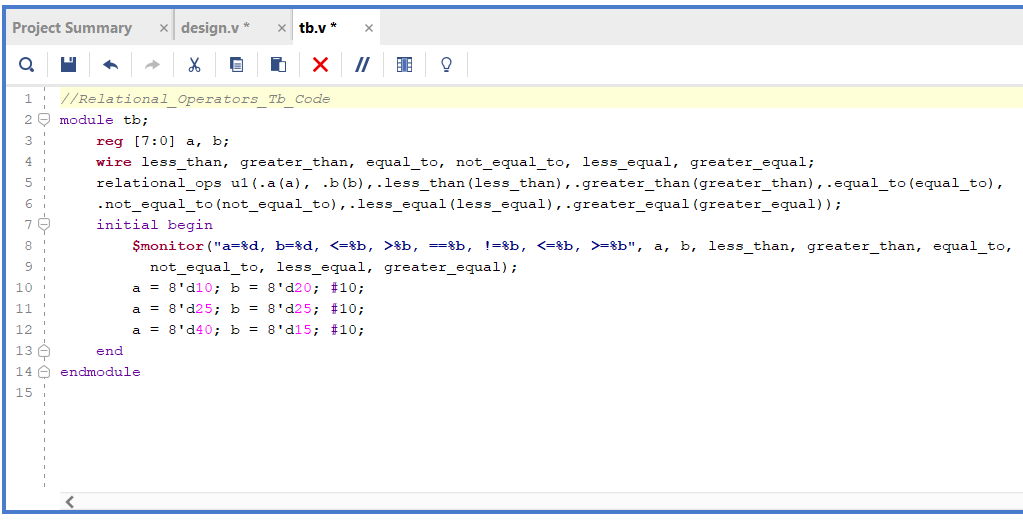 Project Summary × design.v * × tb.v * ×
1 //Relational_Operators_Tb_Code
2 module tb;
3 reg [7:0] a, b;
4 wire less_than, greater_than, equal_to, not_equal_to, less_equal, greater_equal;
5 relational_ops u1(.a(a), .b(b),.less_than(less_than),.greater_than(greater_than),.equal_to(equal_to),
6 .not_equal_to(not_equal_to),.less_equal(less_equal),.greater_equal(greater_equal));
7 initial begin
8 $monitor("a=%d, b=%d, <=%b, >%b, ==%b, !=%b, <=%b, >=%b", a, b, less_than, greater_than, equal_to,
9 not_equal_to, less_equal, greater_equal);
10 a = 8'd10; b = 8'd20; #10;
11 a = 8'd25; b = 8'd25; #10;
12 a = 8'd40; b = 8'd15; #10;
13 end
14 endmodule
15